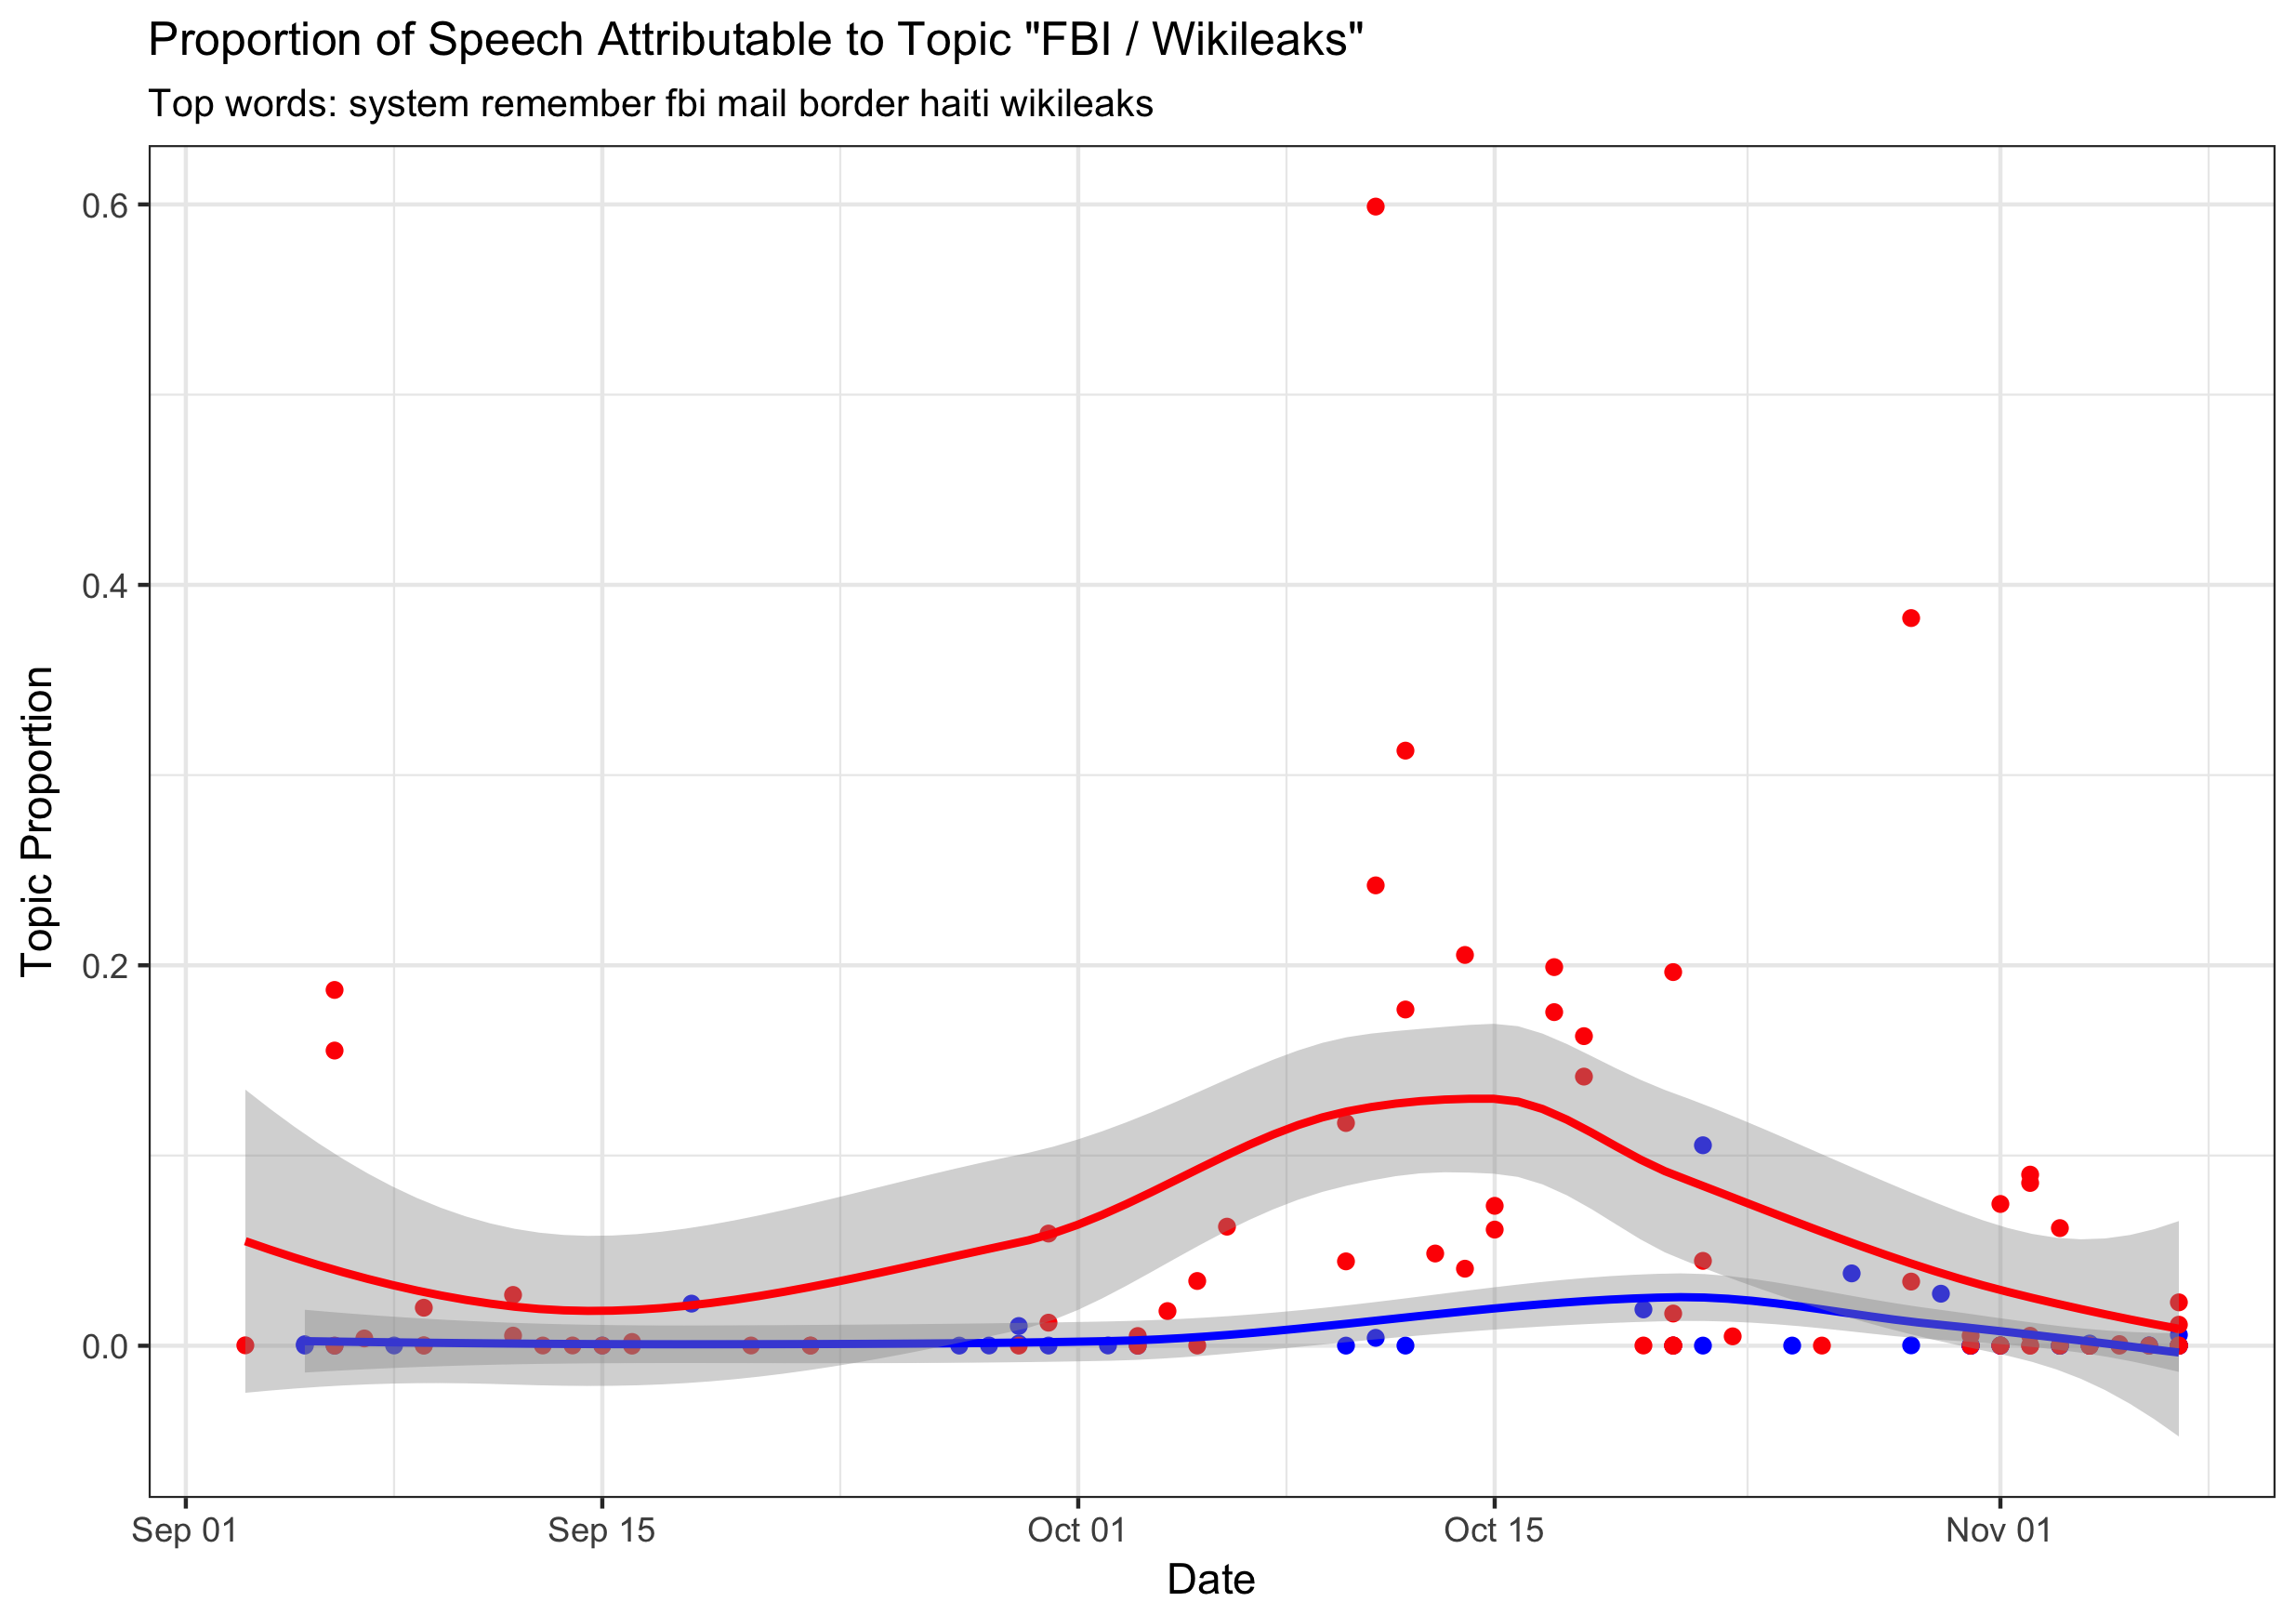 Proportion of Speech Attributable to Topic "FBI / Wikileaks"
Top words: system remember fbi mail border haiti wikileaks
Topic Proportion
0.6
0.4
0.2
0.0
Sep 01
Sep 15
Oct 01
Oct 15
Nov 01
Date